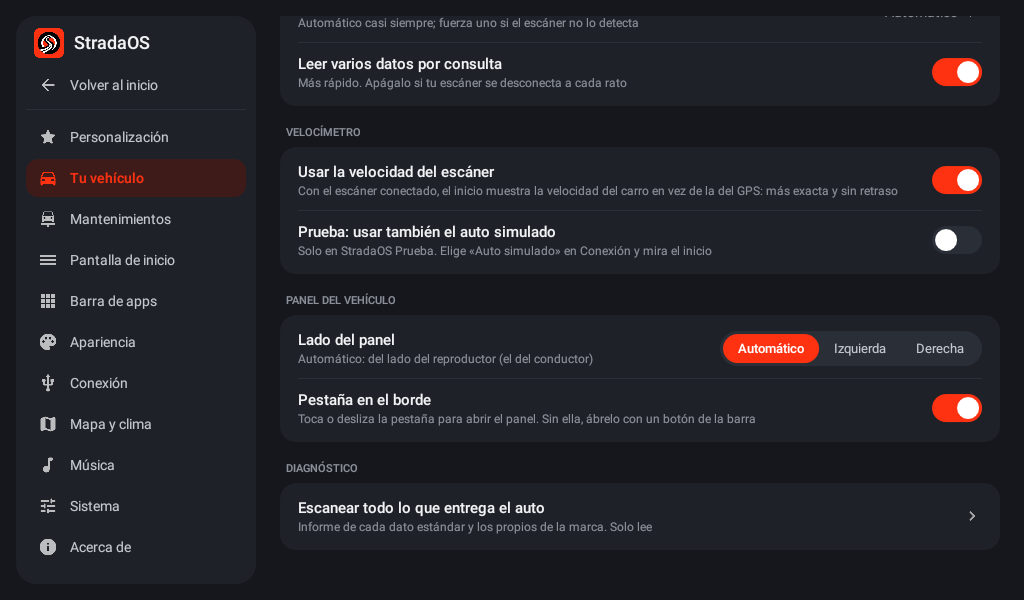 StradaOS
Volver al inicio
Personalización
Tu vehículo
Mantenimientos
Pantalla de inicio
Barra de apps
Apariencia
Conexión
Mapa y clima
Música
Sistema
Acerca de
Automático casi siempre; fuerza uno si el escáner no lo detecta
Leer varios datos por consulta
Más rápido. Apágalo si tu escáner se desconecta a cada rato
VELOCÍMETRO
Usar la velocidad del escáner
Con el escáner conectado, el inicio muestra la velocidad del carro en vez de la del GPS: más exacta y sin retraso
Prueba: usar también el auto simulado
Solo en StradaOS Prueba. Elige «Auto simulado» en Conexión y mira el inicio
PANEL DEL VEHÍCULO
Lado del panel
Automático: del lado del reproductor (el del conductor)
Automático Izquierda Derecha
Pestaña en el borde
Toca o desliza la pestaña para abrir el panel. Sin ella, ábrelo con un botón de la barra
DIAGNÓSTICO
Escanear todo lo que entrega el auto
Informe de cada dato estándar y los propios de la marca. Solo lee